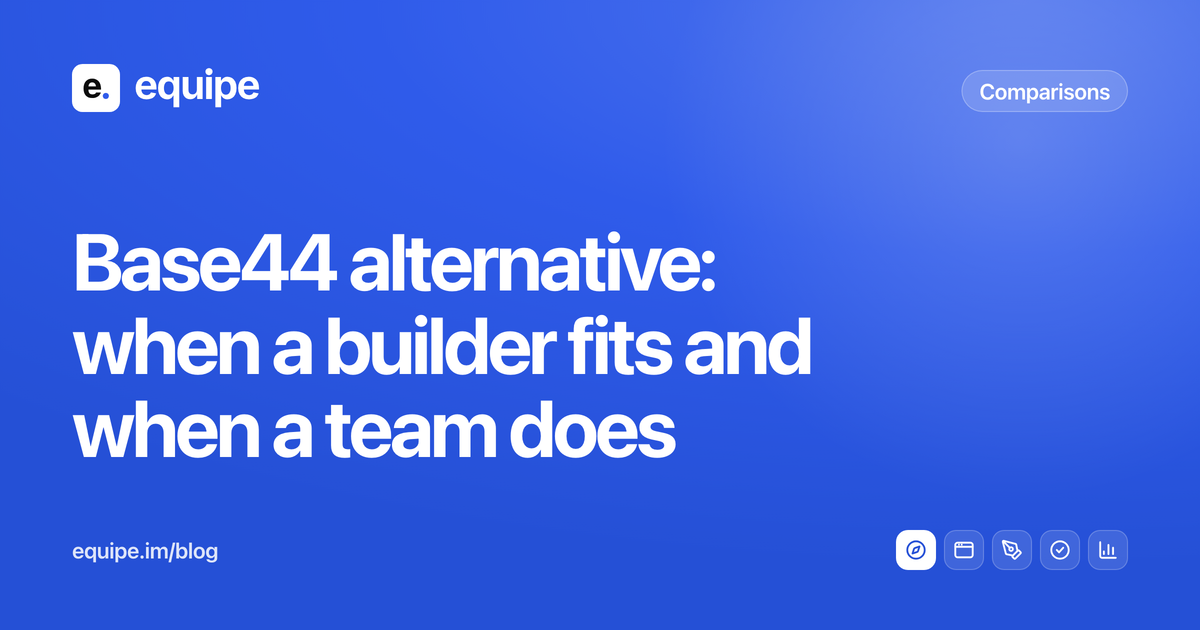 e. equipe
Comparisons
Base44 alternative:
when a builder fits and
when a team does
equipe.im/blog